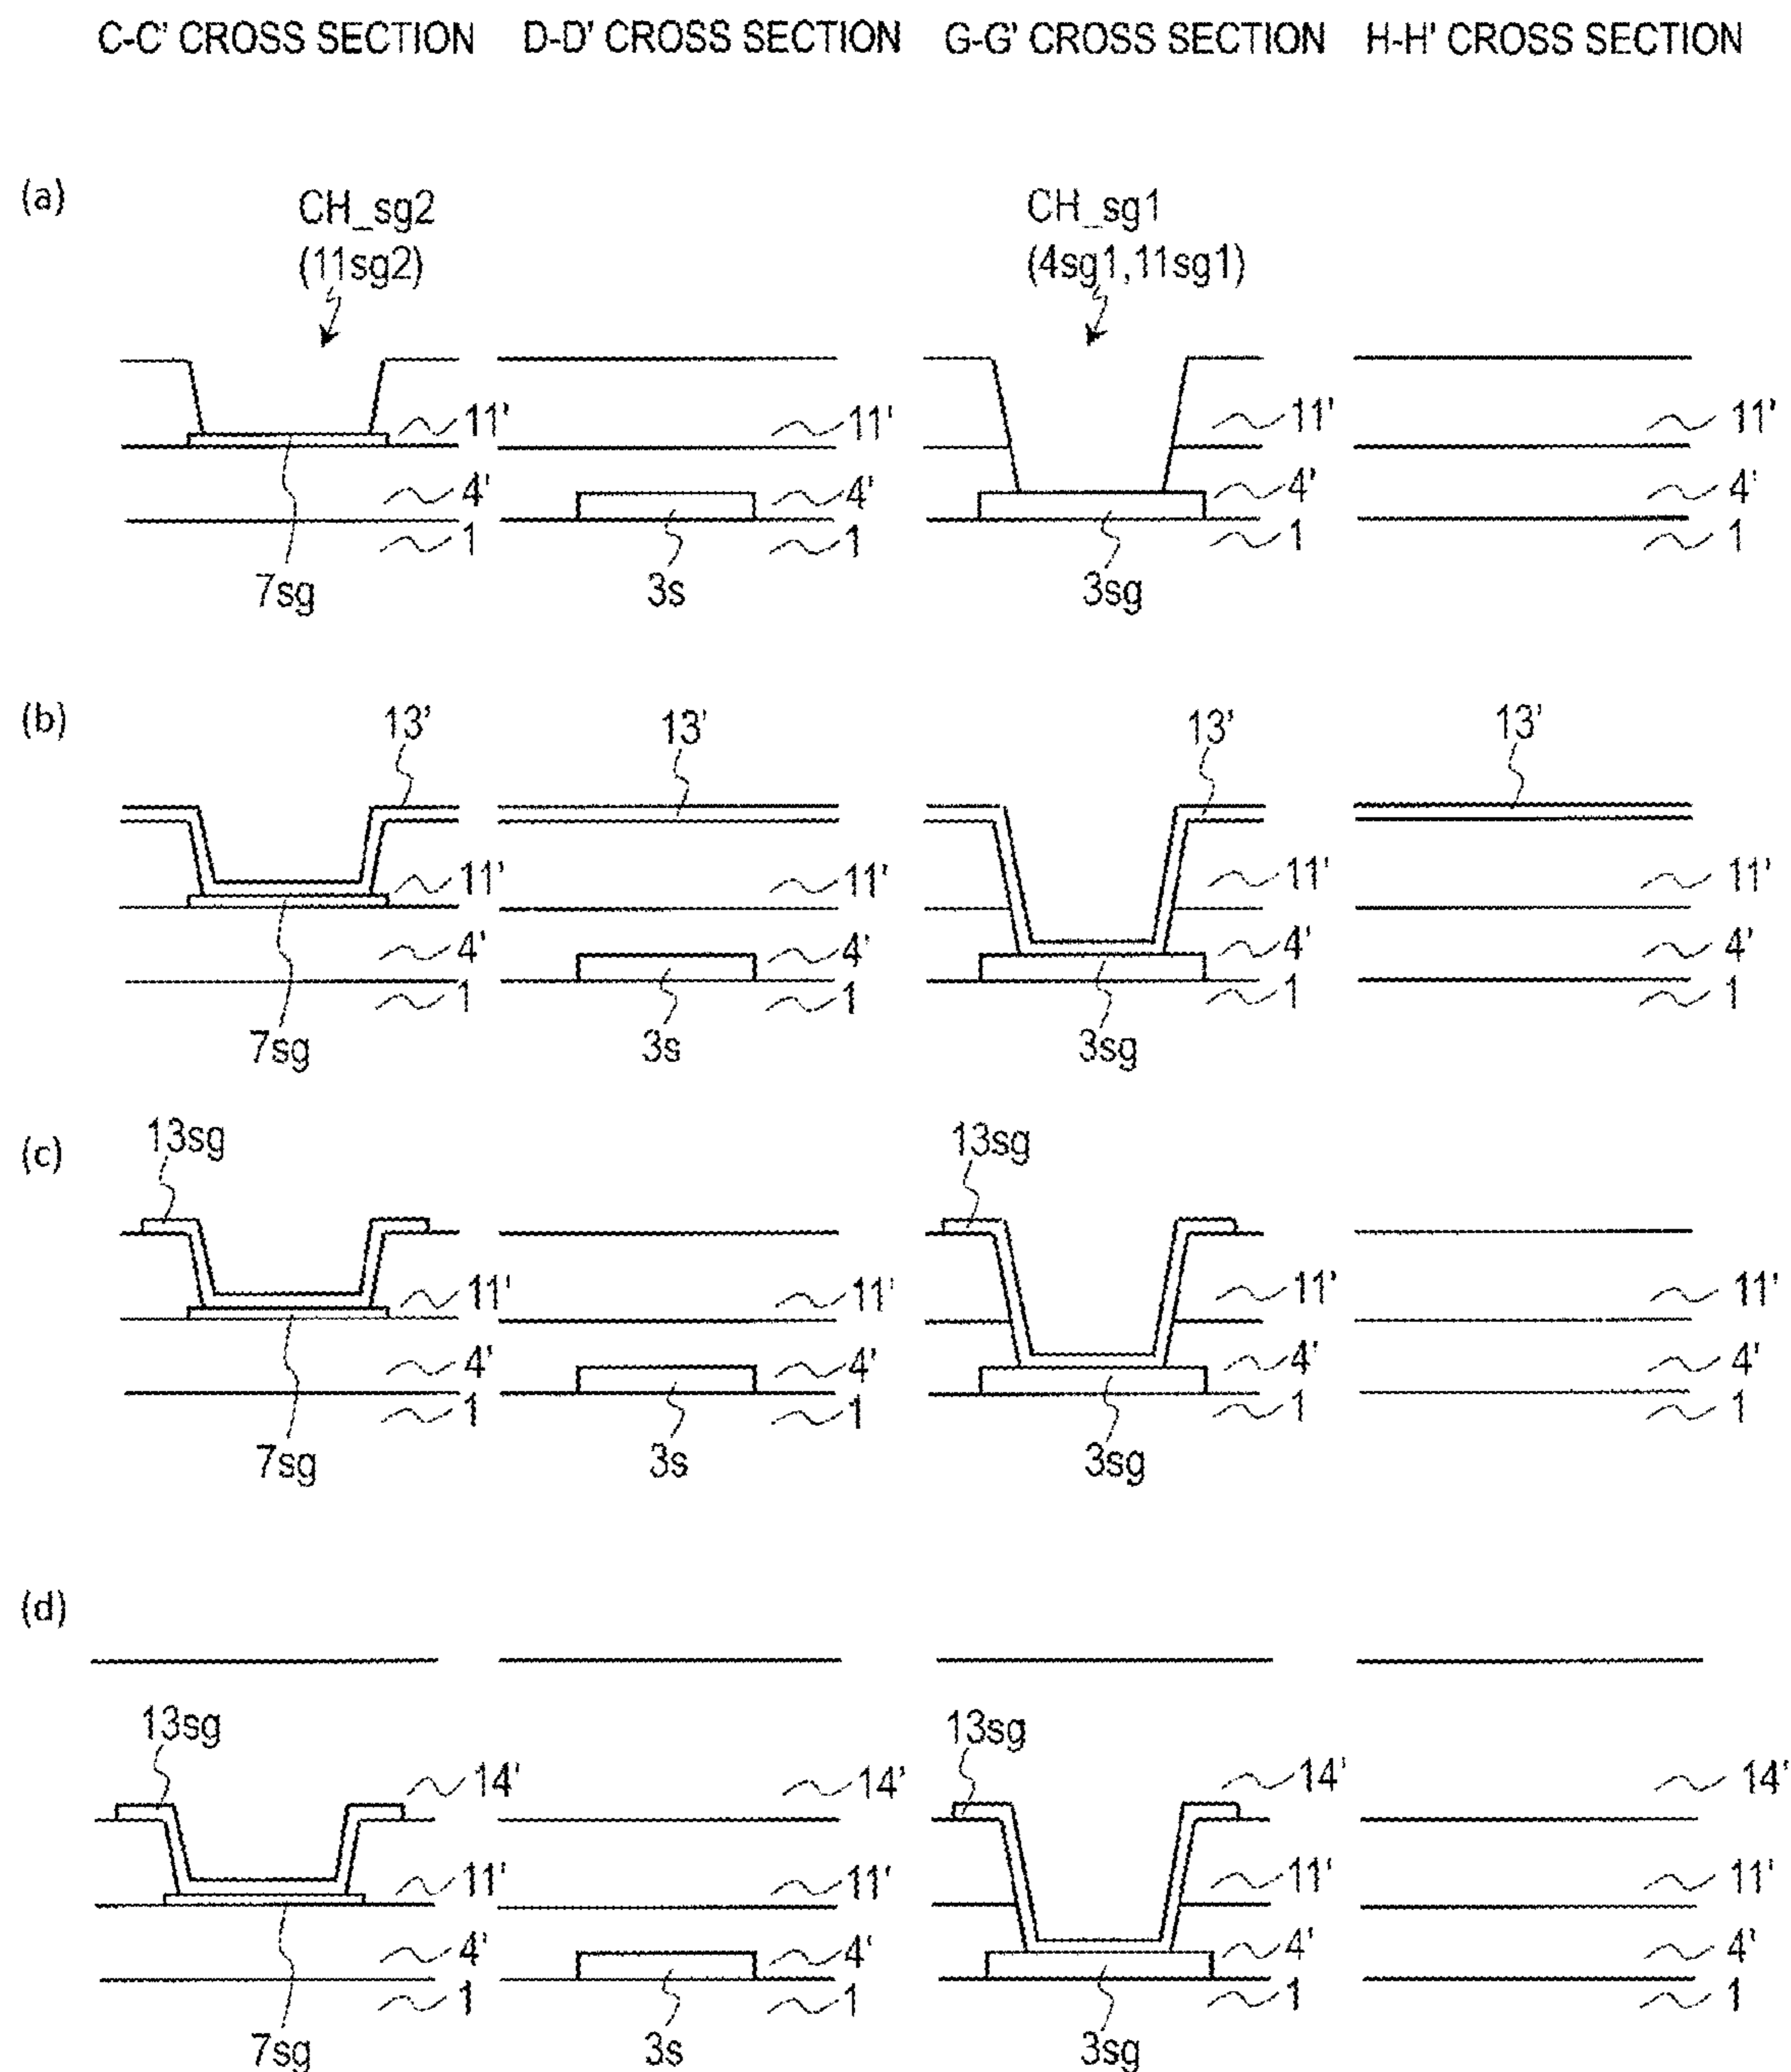 C-C' CROSS SECTION D-D' CROSS SECTION G-G' CROSS SECTION H-H' CROSS SECTION
(a)
CH_sg2 CH_sg1
(11sg2) (4sg1,11sg1)
11' 11' 11' 11'
4' 4' 4' 4'
1 1 1 1
7sg 3s 3sg
(b)
13' 13' 13' 13'
11' 11' 11' 11'
4' 4' 4' 4'
1 1 1 1
7sg 3s 3sg
(c)
13sg 13sg
11' 11' 11' 11'
4' 4' 4' 4'
1 1 1 1
7sg 3s 3sg
(d)
13sg 13sg
14' 14' 14' 14'
11' 11' 11' 11'
4' 4' 4' 4'
1 1 1 1
7sg 3s 3sg